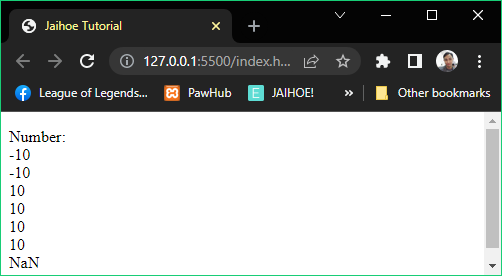 Jaihoe Tutorial
127.0.0.1:5500/index.h...
League of Legends...
PawHub
JAIHOE!
Other bookmarks
Number:
-10
-10
10
10
10
10
NaN